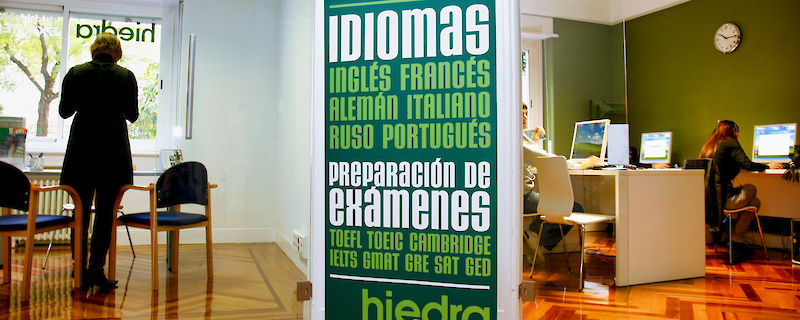 hiedra
IDIOMAS
INGLÉS FRANCÉS
ALEMÁN ITALIANO
RUSO PORTUGUÉS
PREPARACIÓN DE
EXÁMENES
TOEFL TOEIC CAMBRIDGE
IELTS GMAT GRE SAT GED
hiedra